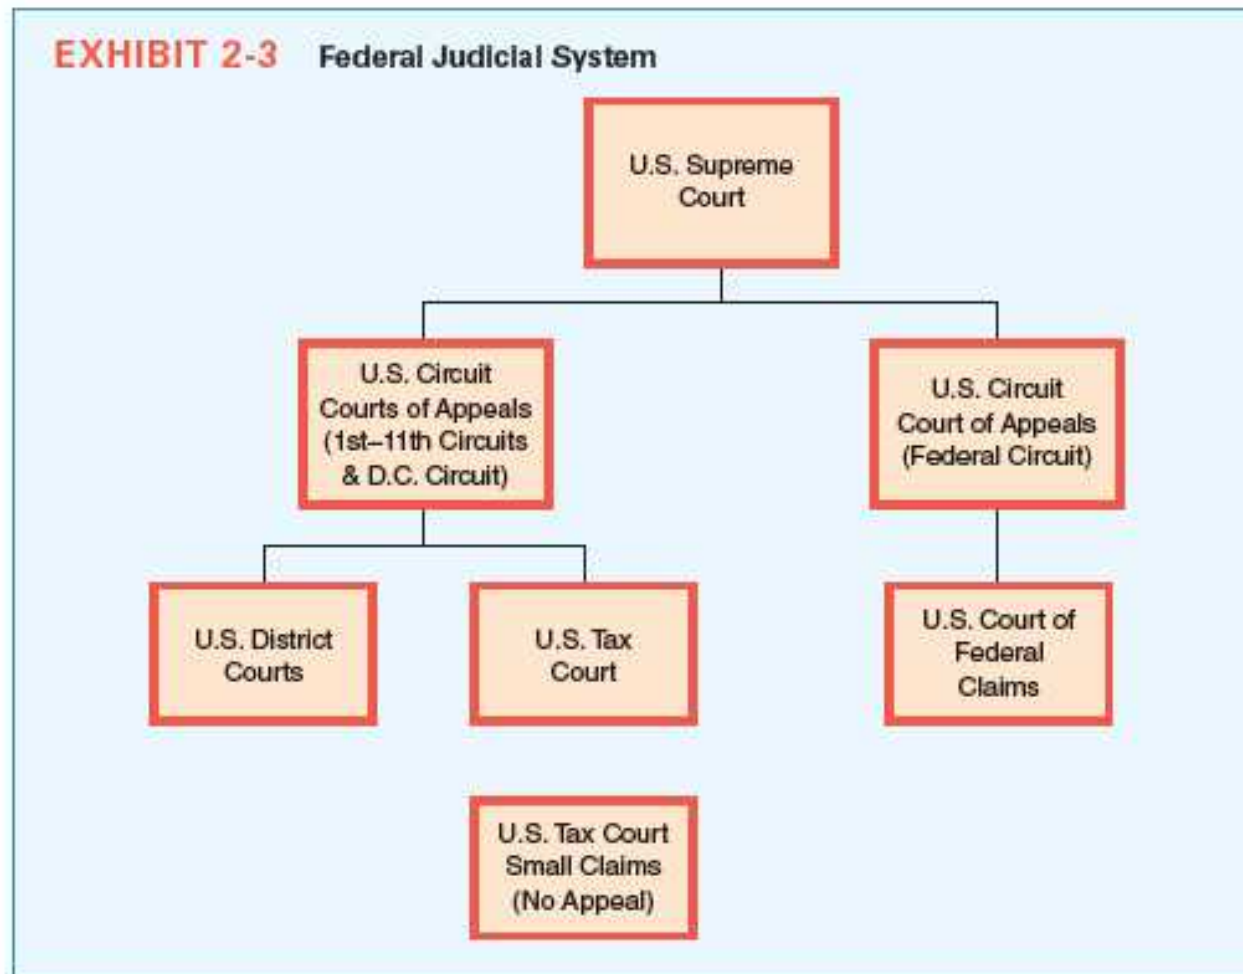 EXHIBIT 2-3 Federal Judicial System
U.S. Supreme
Court
U.S. Circuit
Courts of Appeals
(1st–11th Circuits
& D.C. Circuit)
U.S. Circuit
Court of Appeals
(Federal Circuit)
U.S. District
Courts
U.S. Tax
Court
U.S. Court of
Federal
Claims
U.S. Tax Court
Small Claims
(No Appeal)